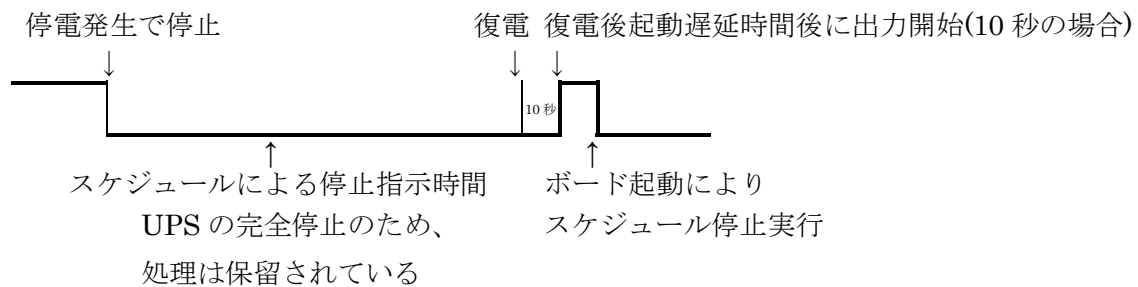 停電発生で停止
復電 復電後起動遅延時間後に出力開始(10 秒の場合)
↓ ↓ ↓
10 秒
↑ ↑
スケジュールによる停止指示時間
UPS の完全停止のため、
処理は保留されている
ボード起動により
スケジュール停止実行